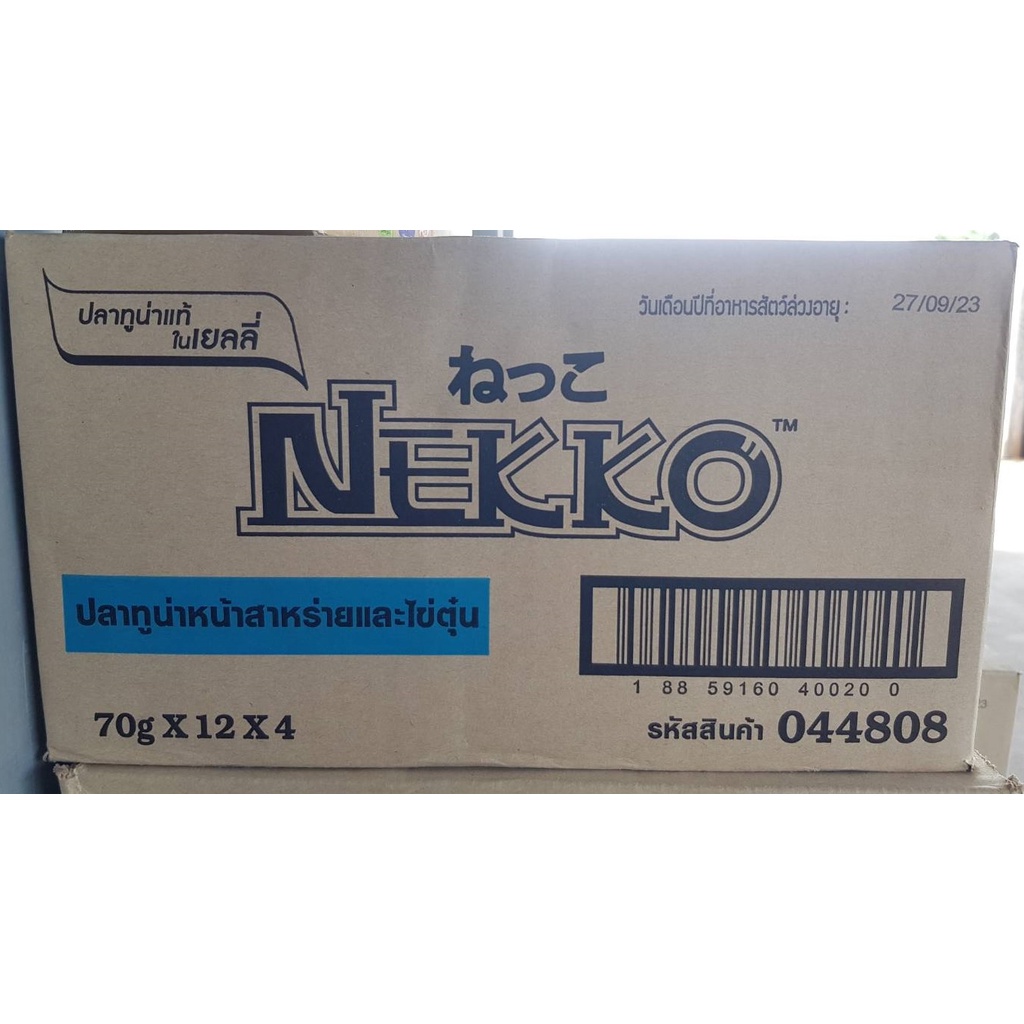 ปลาทูน่าแท้
ในเยลลี่
วันเดือนปีที่อาหารสัตว์ล่วงอายุ : 27/09/23
ねっこ
NEKKO™
ปลาทูน่าหน้าสาหร่ายและไข่ตุ๋น
1 88 59160 40020 0
70g X 12 X 4
รหัสสินค้า 044808